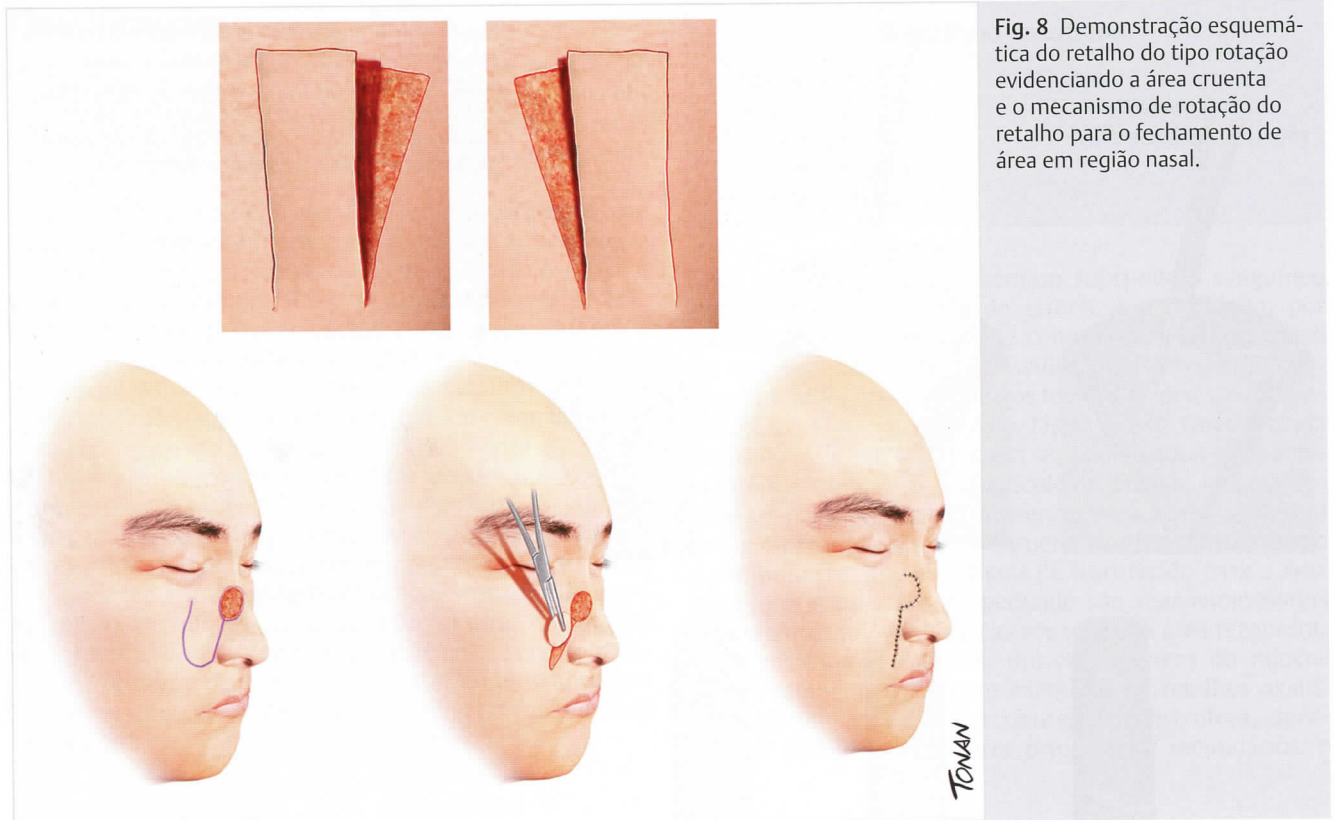 Fig. 8 Demonstração esquemá-
tica do retalho do tipo rotação
evidenciando a área cruenta
e o mecanismo de rotação do
retalho para o fechamento de
área em região nasal.
TONAN